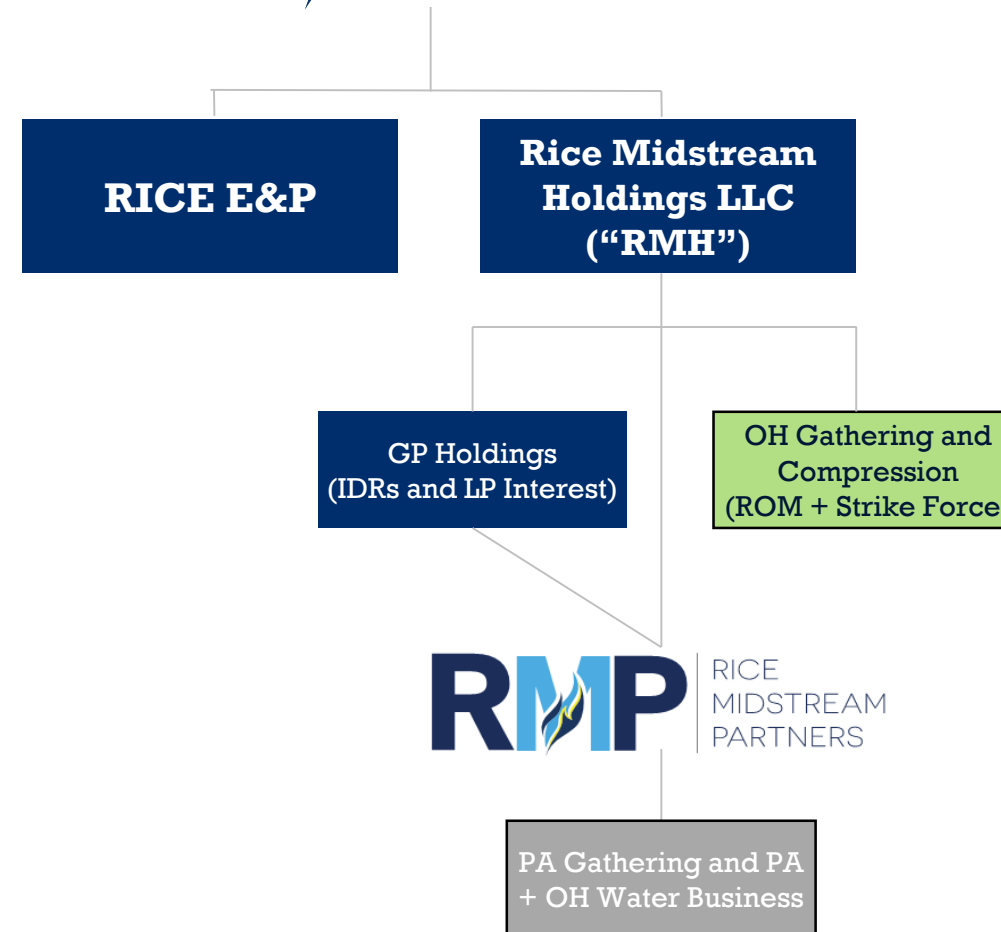 RICE E&P
Rice Midstream
Holdings LLC
(“RMH”)
GP Holdings
(IDRs and LP Interest)
OH Gathering and
Compression
(ROM + Strike Force
RMP
RICE
MIDSTREAM
PARTNERS
PA Gathering and PA
+ OH Water Business